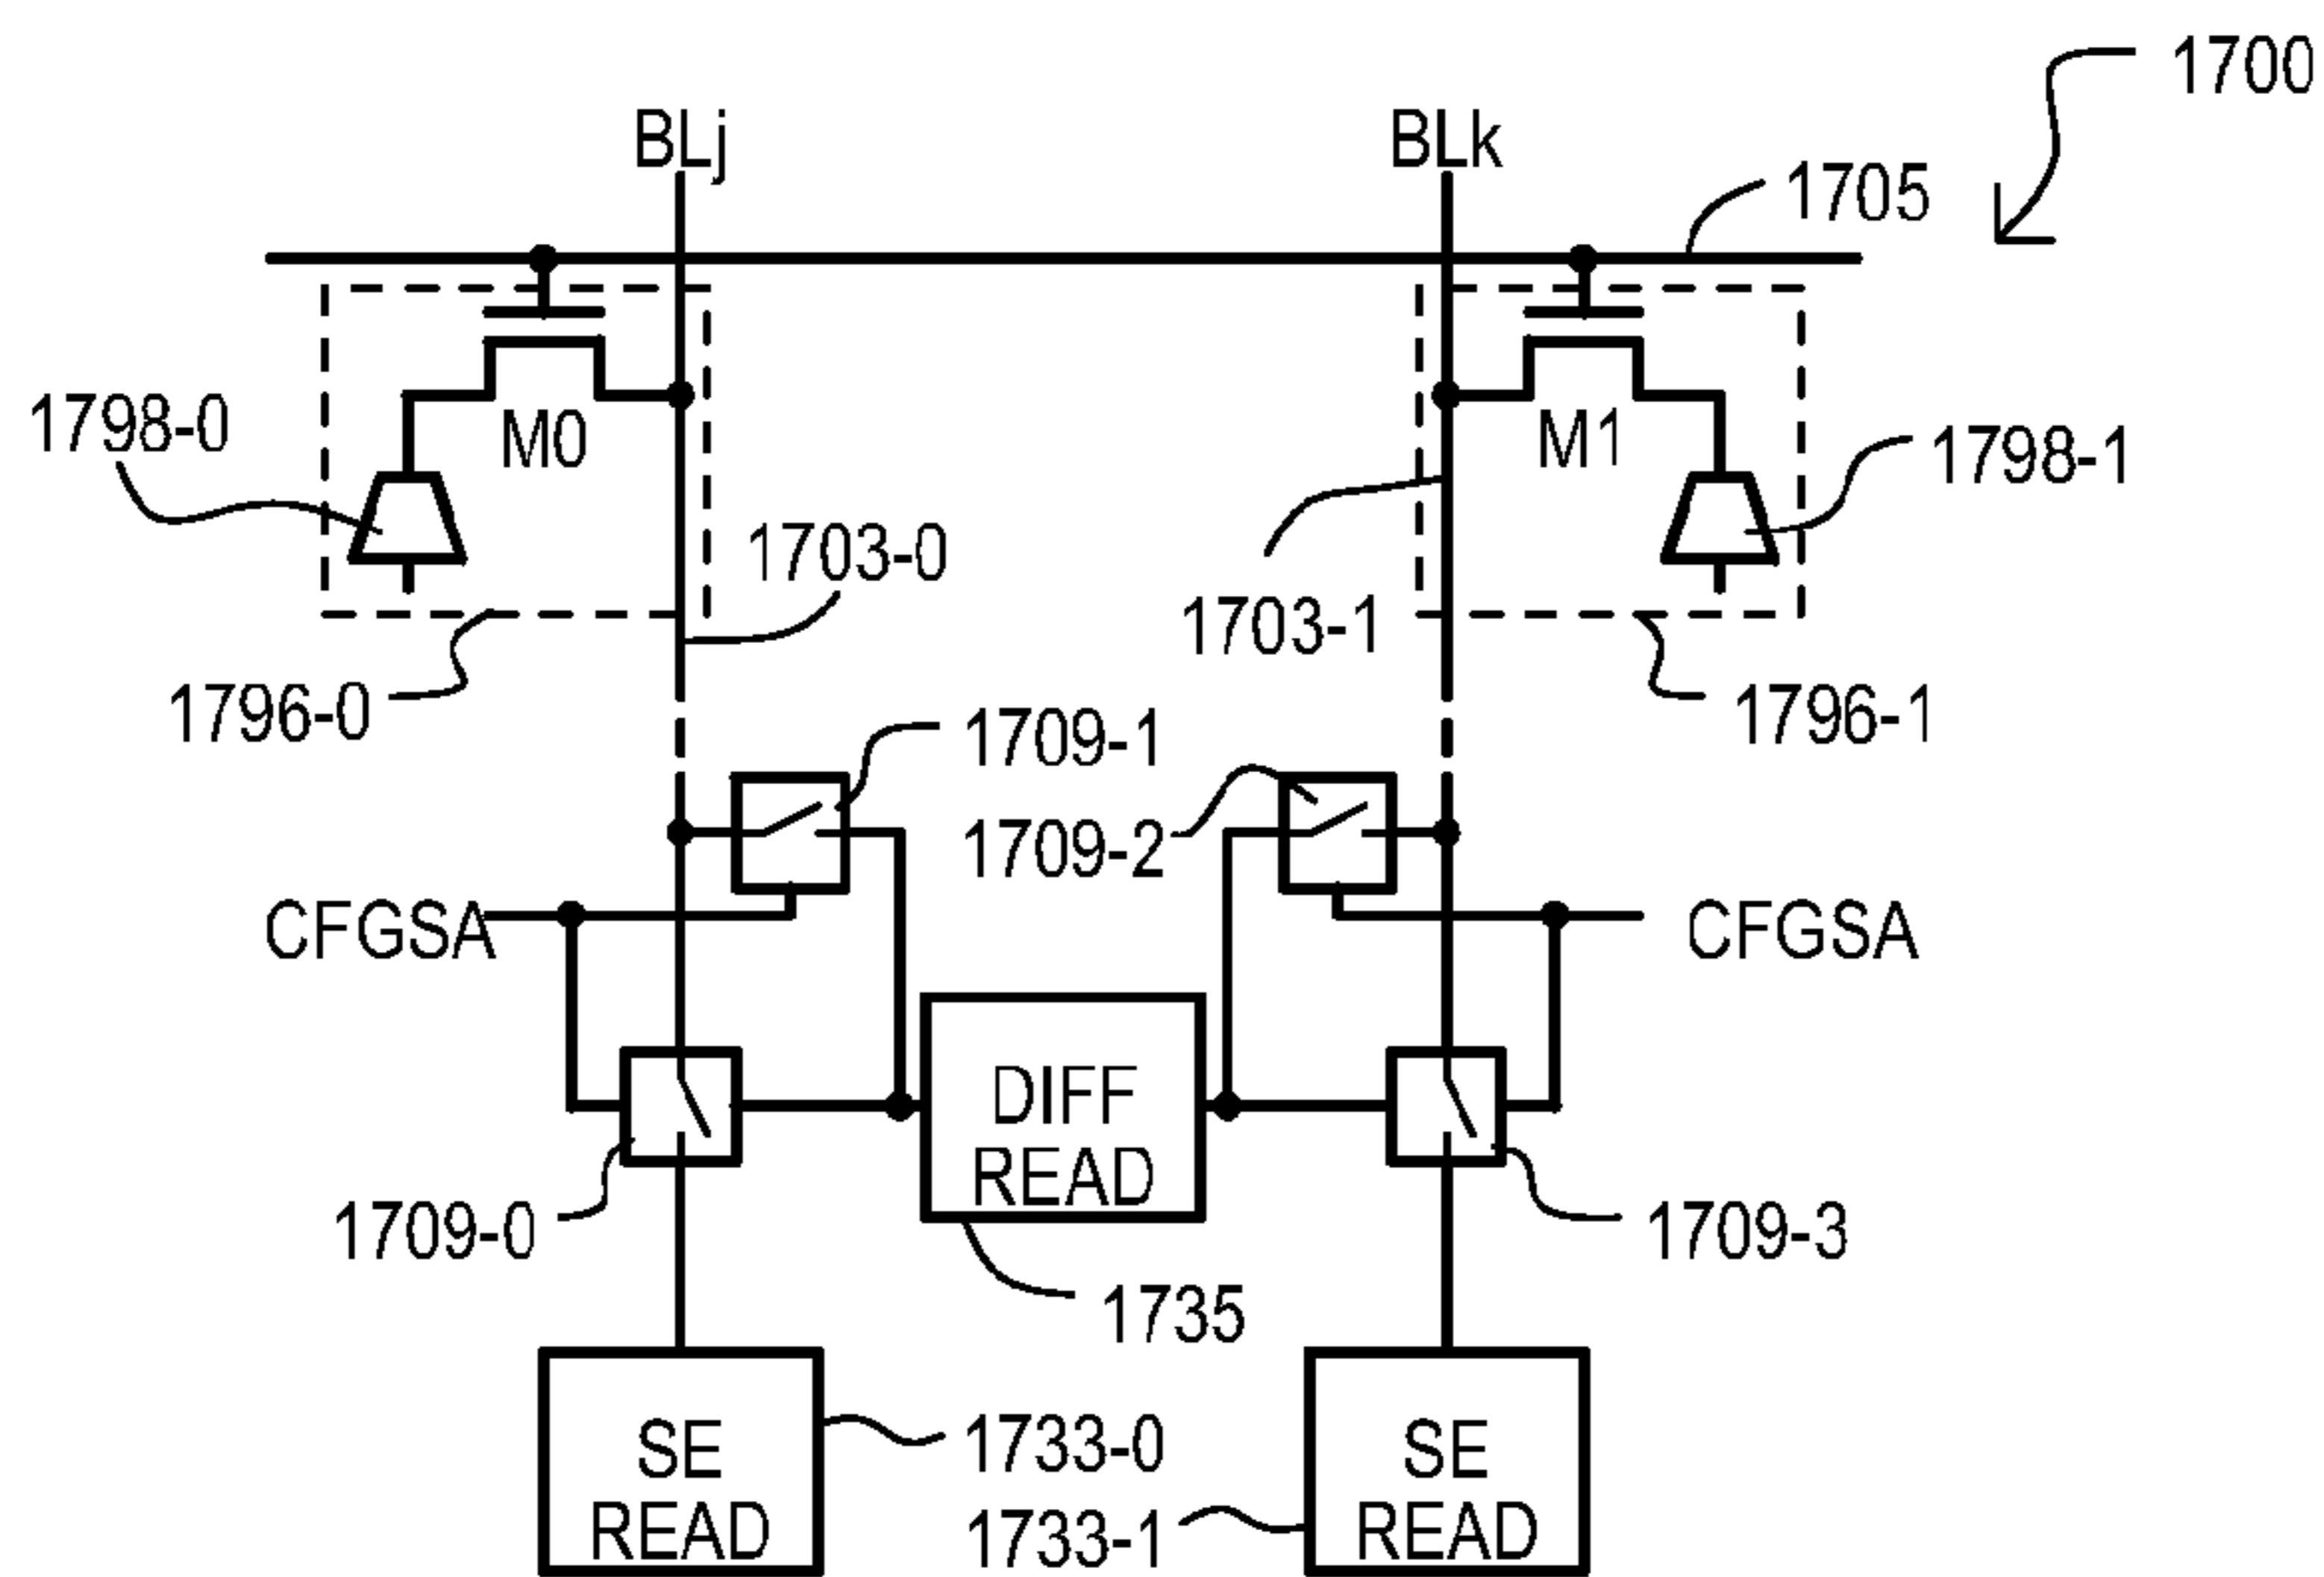 1700
BLj
BLk
1705
1798-0
M0
M1
1798-1
1703-0
1703-1
1796-0
1796-1
1709-1
1709-2
CFGSA
CFGSA
DIFF
READ
1709-0
1709-3
1735
SE
READ
1733-0
1733-1
SE
READ